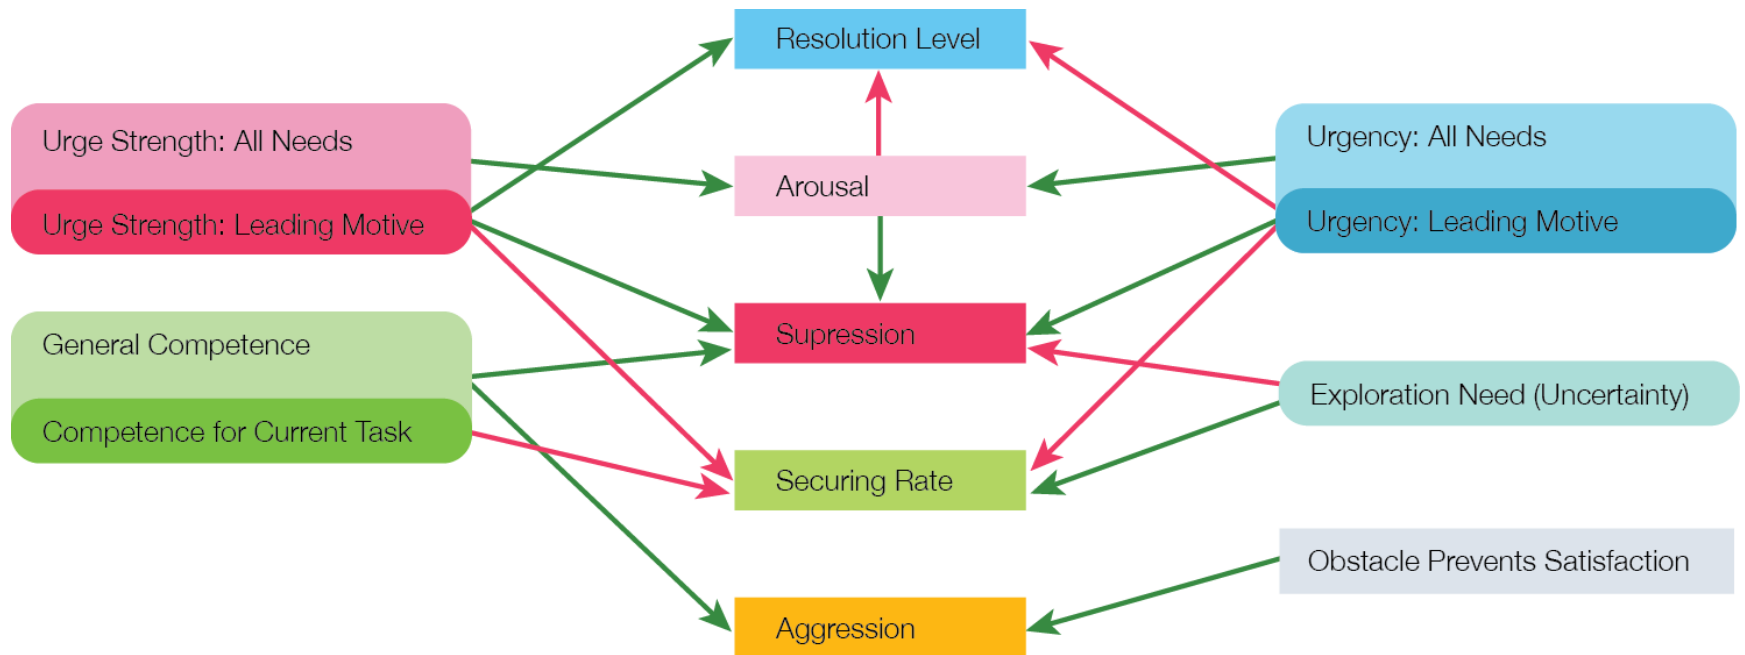 Resolution Level
Urge Strength: All Needs
Urgency: All Needs
Arousal
Urge Strength: Leading Motive
Urgency: Leading Motive
Supression
General Competence
Exploration Need (Uncertainty)
Competence for Current Task
Securing Rate
Obstacle Prevents Satisfaction
Aggression